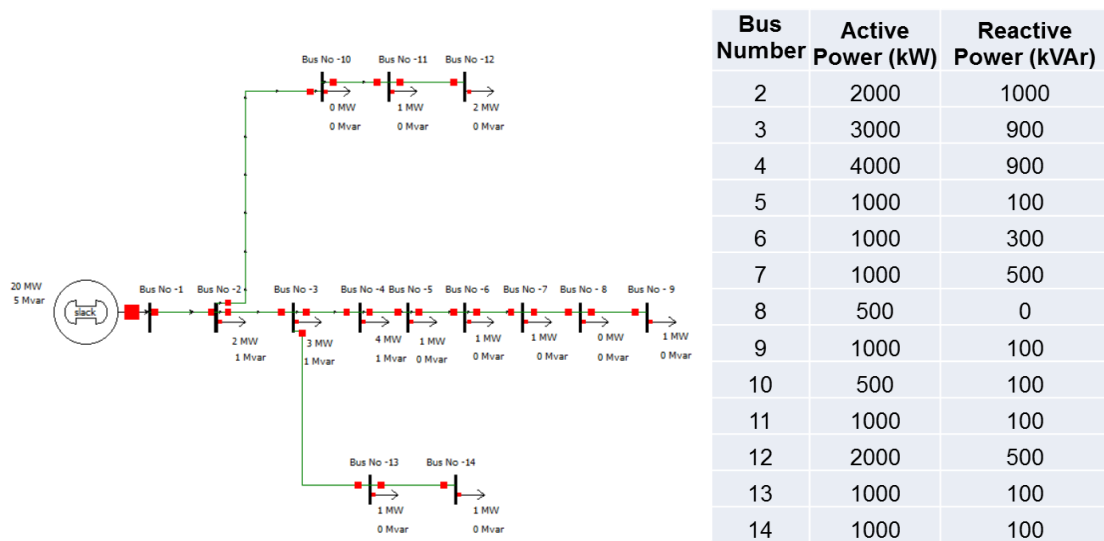 Bus No -10
Bus No -11
Bus No -12
0 MW
0 Mvar
1 MW
0 Mvar
2 MW
0 Mvar
20 MW
5 Mvar
slack
Bus No -1
Bus No -2
Bus No -3
Bus No -4
Bus No -5
Bus No -6
Bus No -7
Bus No - 8
Bus No - 9
2 MW
1 Mvar
3 MW
1 Mvar
4 MW
1 Mvar
1 MW
0 Mvar
1 MW
0 Mvar
1 MW
0 Mvar
0 MW
0 Mvar
1 MW
0 Mvar
Bus No -13
Bus No -14
1 MW
0 Mvar
1 MW
0 Mvar
Bus Number Active Power (kW) Reactive Power (kVAr)
2 2000 1000
3 3000 900
4 4000 900
5 1000 100
6 1000 300
7 1000 500
8 500 0
9 1000 100
10 500 100
11 1000 100
12 2000 500
13 1000 100
14 1000 100